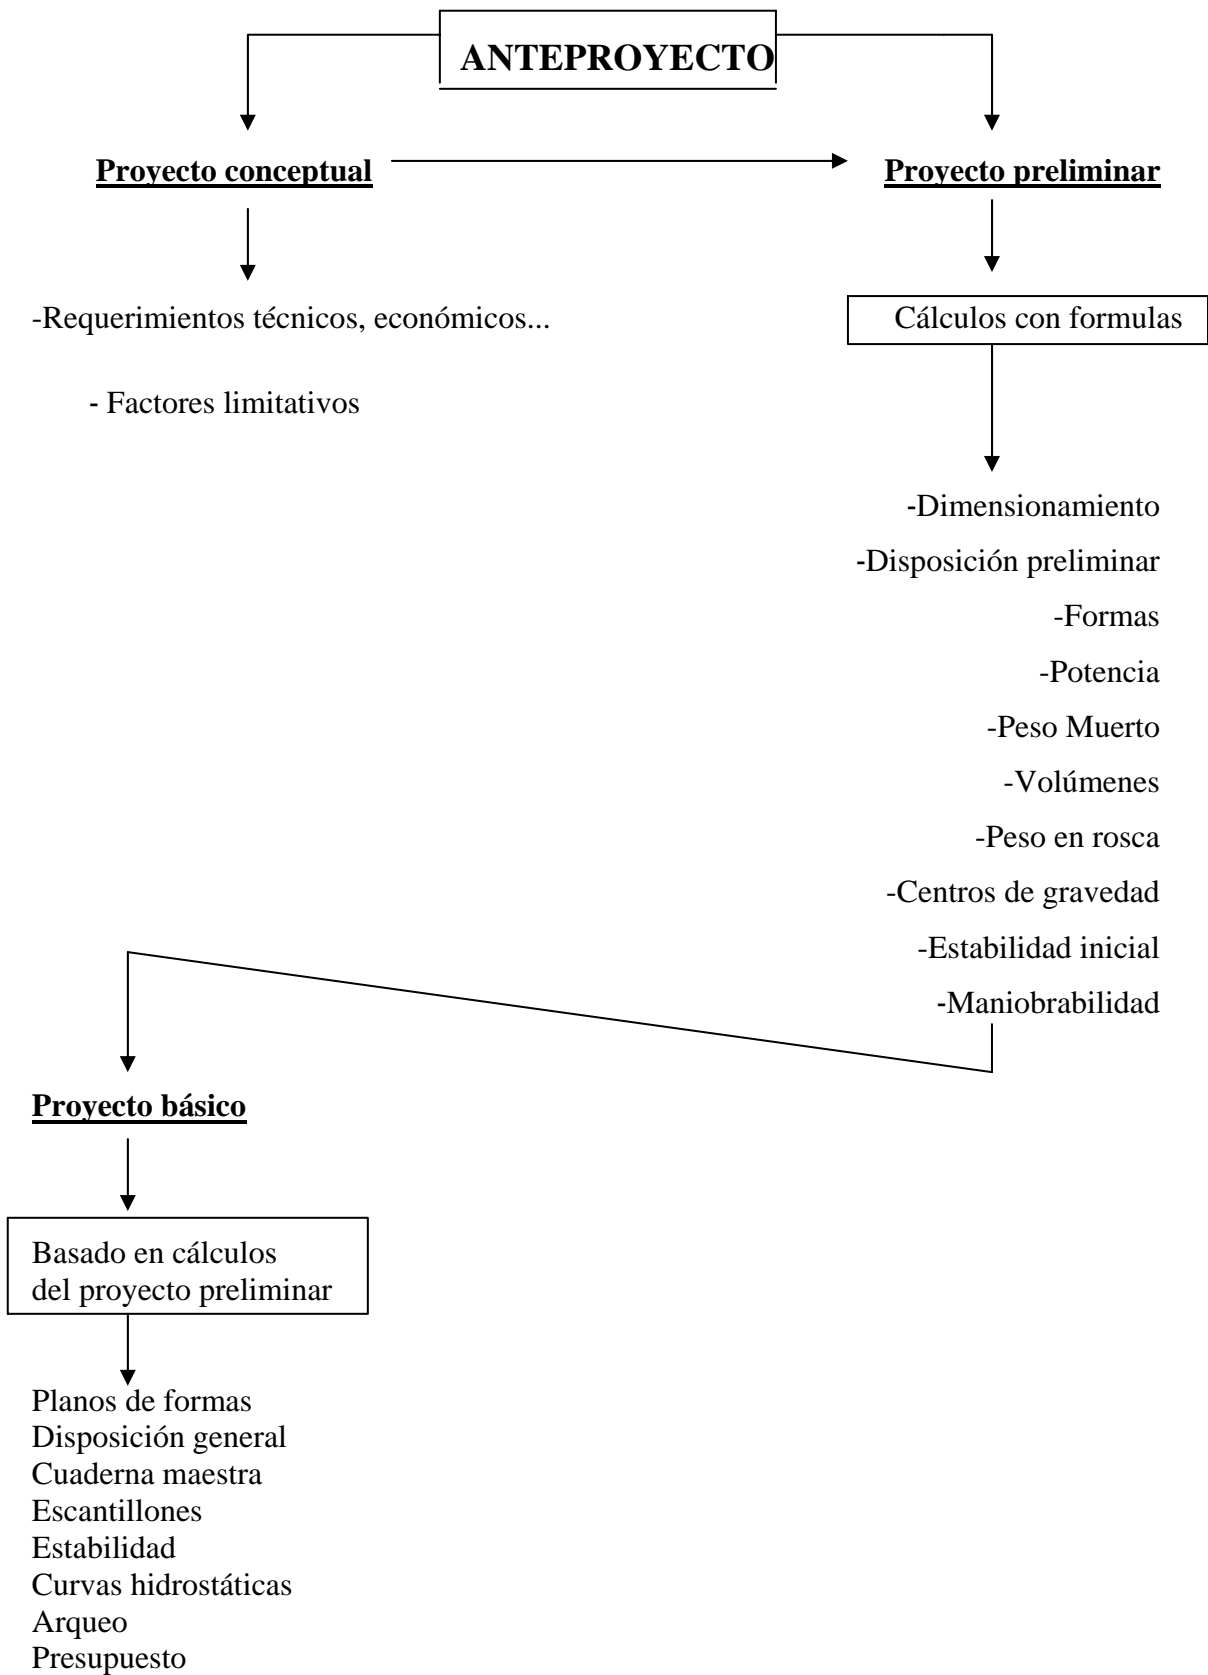 ANTEPROYECTO
Proyecto conceptual
Proyecto preliminar
-Requerimientos técnicos, económicos...
Cálculos con formulas
- Factores limitativos
-Dimensionamiento
-Disposición preliminar
-Formas
-Potencia
-Peso Muerto
-Volúmenes
-Peso en rosca
-Centros de gravedad
-Estabilidad inicial
-Maniobrabilidad
Proyecto básico
Basado en cálculos
del proyecto preliminar
Planos de formas
Disposición general
Cuaderna maestra
Escantillones
Estabilidad
Curvas hidrostáticas
Arqueo
Presupuesto